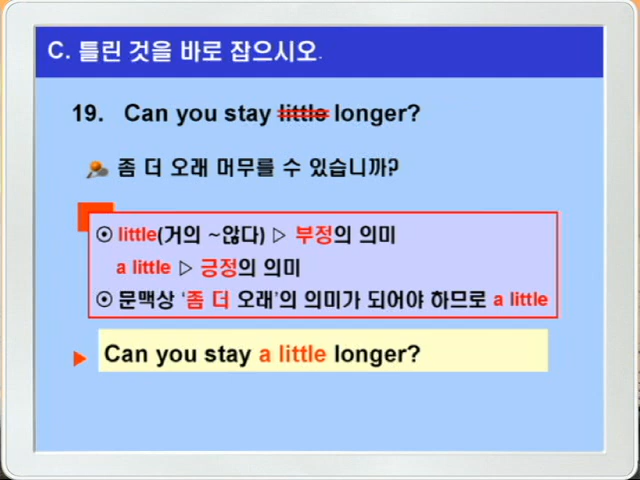 C. 틀린 것을 바로 잡으시오.
19. Can you stay little longer?
좀 더 오래 머무를 수 있습니까?
⊙ little(거의 ~않다) ▷ 부정의 의미
a little ▷ 긍정의 의미
⊙ 문맥상 ‘좀 더 오래’의 의미가 되어야 하므로 a little
▶ Can you stay a little longer?